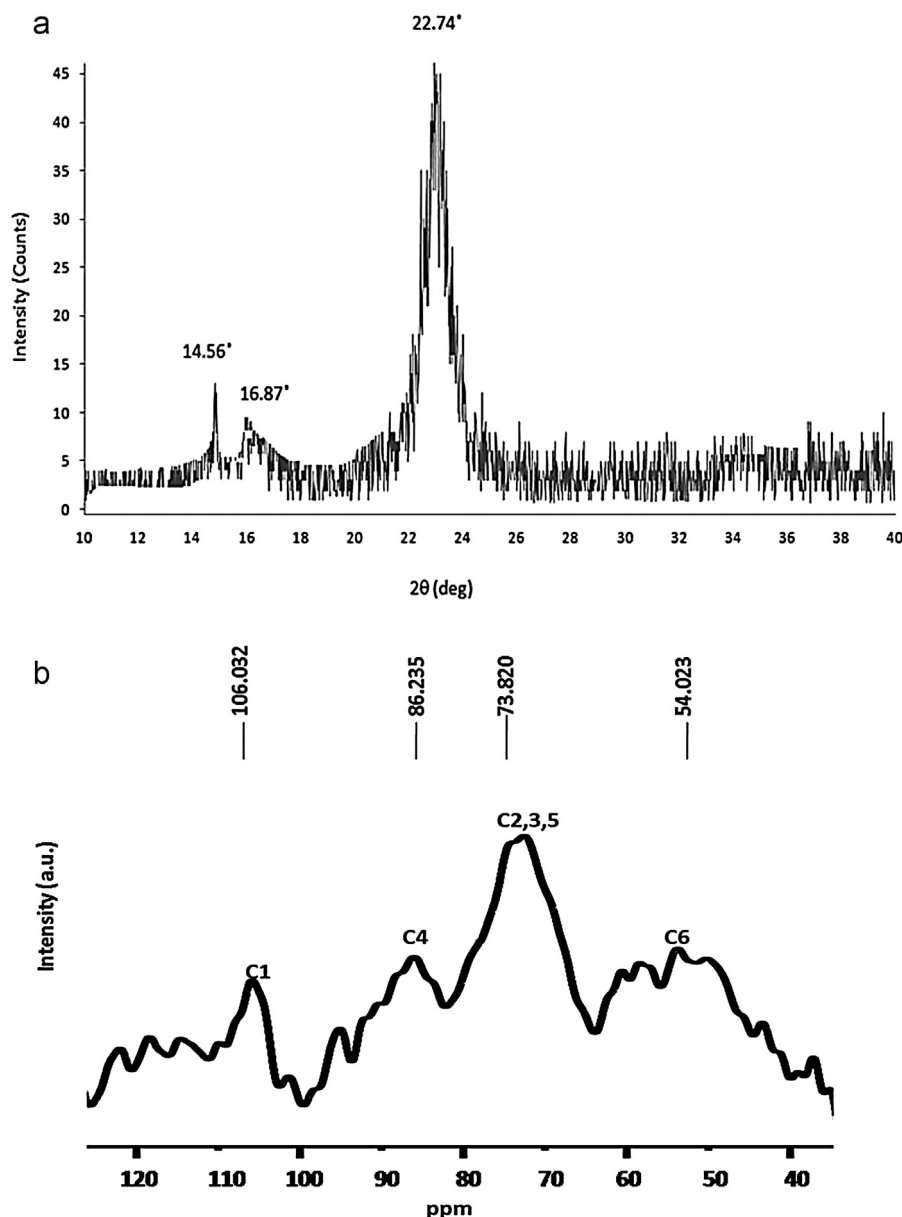 a
22.74°
45
40
35
30
25
20
15
10
5
0
Intensity (Counts)
14.56°
16.87°
10 12 14 16 18 20 22 24 26 28 30 32 34 36 38 40
2θ (deg)
b
106.032 86.235 73.820 54.023
C2,3,5
C4
C6
C1
Intensity (a.u.)
120 110 100 90 80 70 60 50 40
ppm